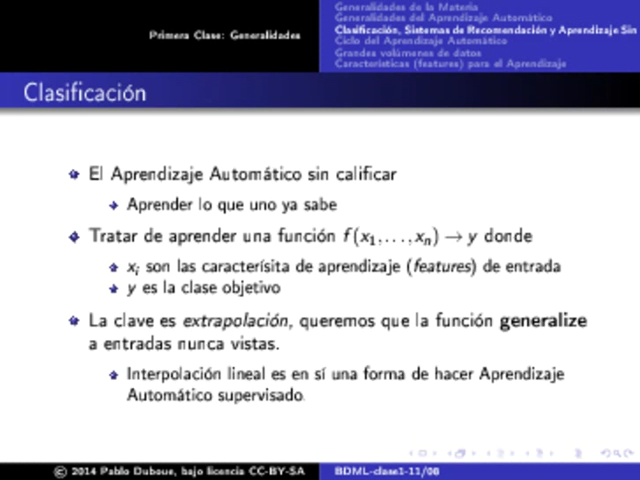 Primera Clase: Generalidades
Generalidades de la Materia
Generalidades del Aprendizaje Automático
Clasificación, Sistemas de Recomendación y Aprendizaje Sin
Ciclo del Aprendizaje Automático
Grandes volúmenes de datos
Características (features) para el Aprendizaje
Clasificación
El Aprendizaje Automático sin calificar
Aprender lo que uno ya sabe
Tratar de aprender una función f(x₁,...,xₙ) → y donde
xᵢ son las caracterísita de aprendizaje (features) de entrada
y es la clase objetivo
La clave es extrapolación, queremos que la función generalize
a entradas nunca vistas.
Interpolación lineal es en sí una forma de hacer Aprendizaje
Automático supervisado.
© 2014 Pablo Duboue, bajo licencia CC-BY-SA
BDML-clase1-11/08